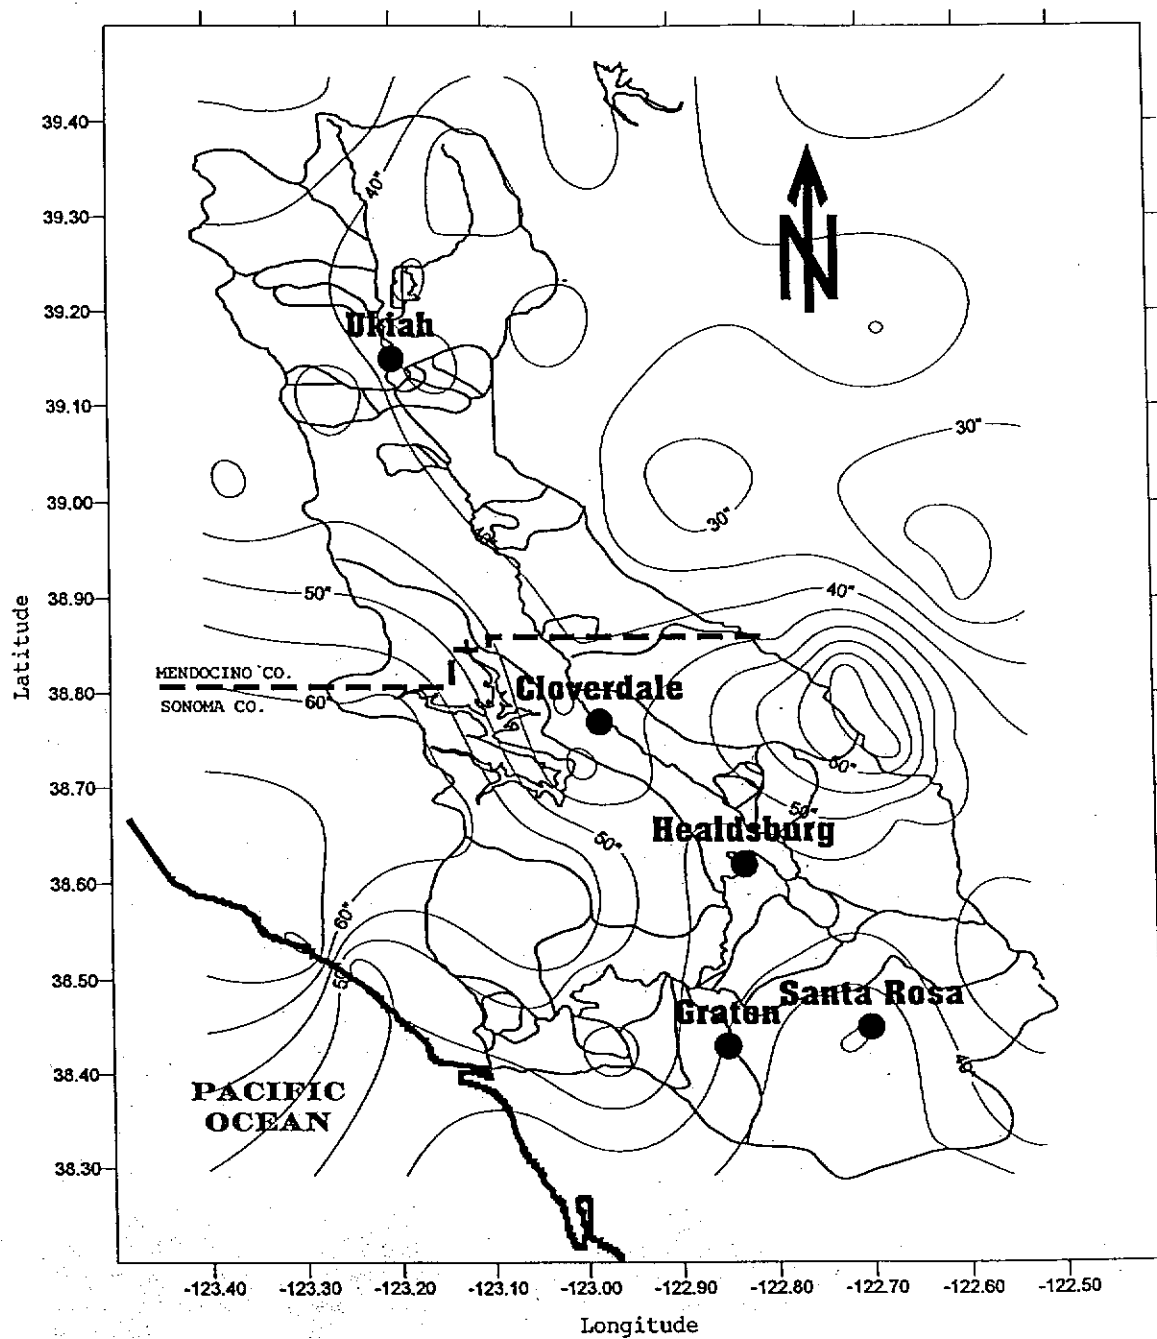 39.40
39.30
39.20
39.10
39.00
38.90
38.80
38.70
38.60
38.50
38.40
38.30
Latitude
40"
N
Ukiah
30"
30"
50"
40"
MENDOCINO CO.
SONOMA CO.
60"
Cloverdale
60"
50"
50"
Healdsburg
60"
50"
Graton
Santa Rosa
40"
PACIFIC
OCEAN
-123.40
-123.30
-123.20
-123.10
-123.00
-122.90
-122.80
-122.70
-122.60
-122.50
Longitude